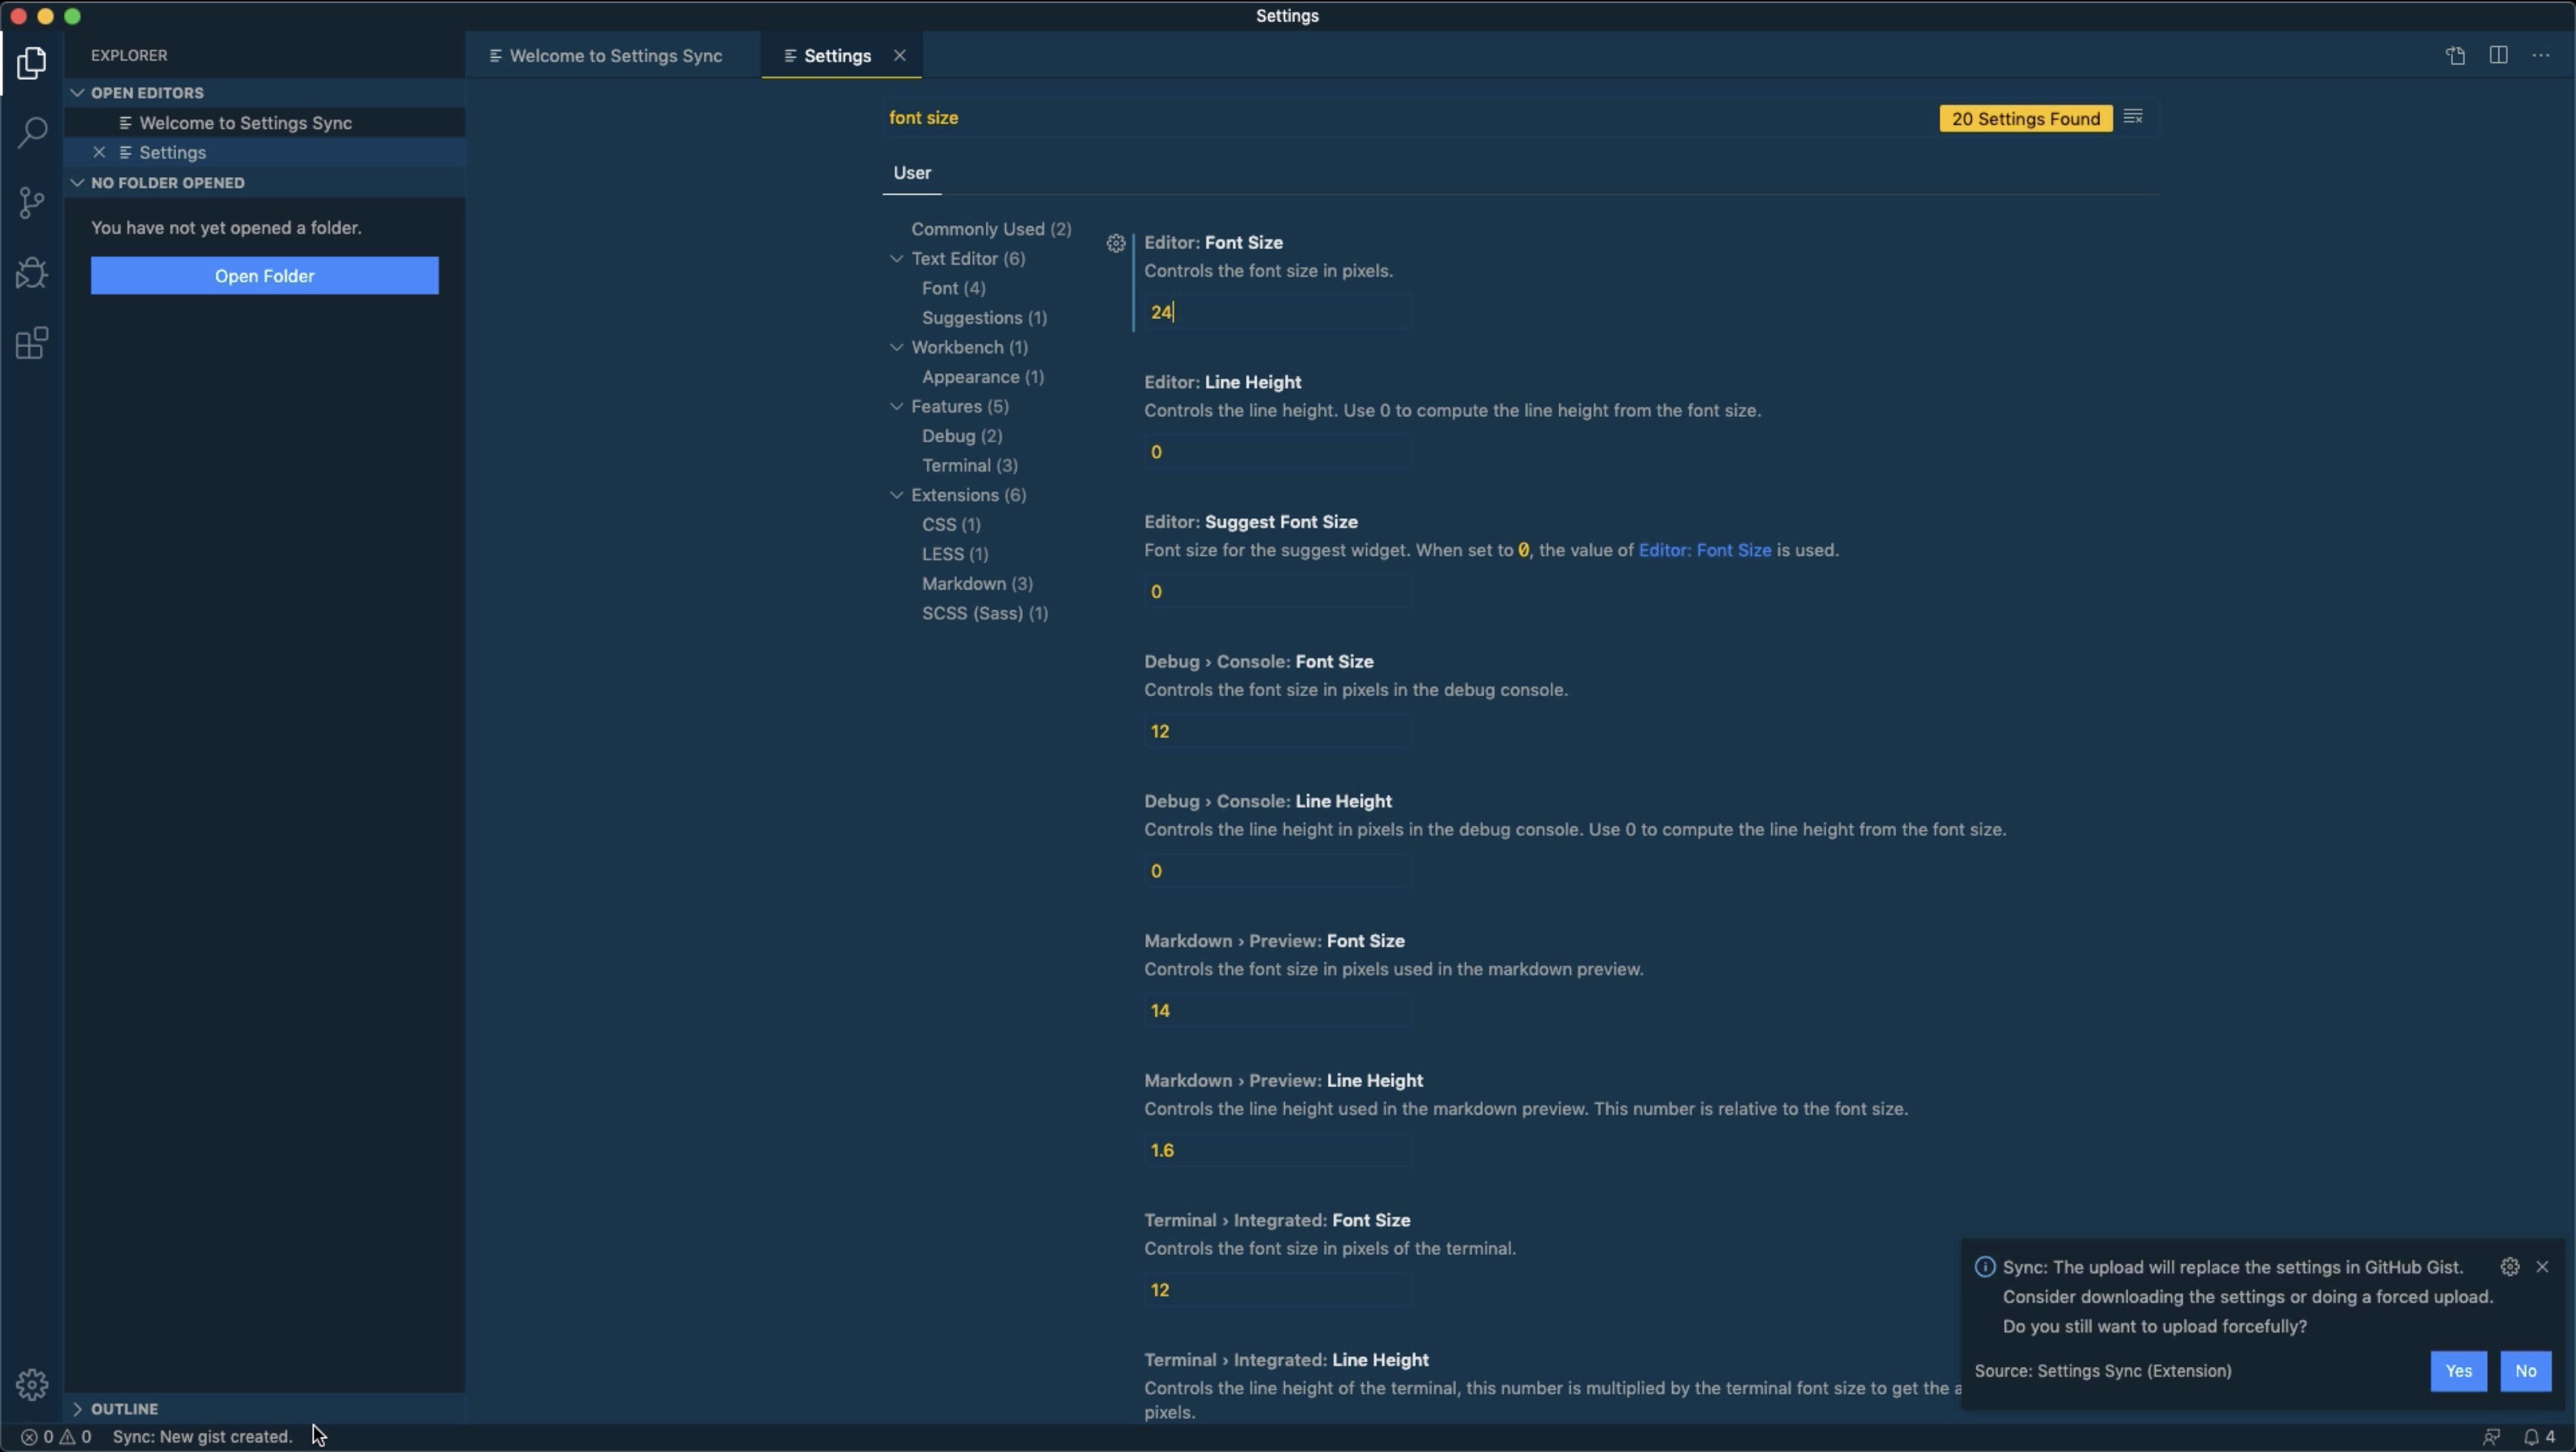 Settings
EXPLORER
OPEN EDITORS
Welcome to Settings Sync
Settings
NO FOLDER OPENED
You have not yet opened a folder.
Open Folder
OUTLINE
Welcome to Settings Sync
Settings
font size
20 Settings Found
User
Commonly Used (2)
Text Editor (6)
Font (4)
Suggestions (1)
Workbench (1)
Appearance (1)
Features (5)
Debug (2)
Terminal (3)
Extensions (6)
CSS (1)
LESS (1)
Markdown (3)
SCSS (Sass) (1)
Editor: Font Size
Controls the font size in pixels.
24
Editor: Line Height
Controls the line height. Use 0 to compute the line height from the font size.
0
Editor: Suggest Font Size
Font size for the suggest widget. When set to 0, the value of Editor: Font Size is used.
0
Debug › Console: Font Size
Controls the font size in pixels in the debug console.
12
Debug › Console: Line Height
Controls the line height in pixels in the debug console. Use 0 to compute the line height from the font size.
0
Markdown › Preview: Font Size
Controls the font size in pixels used in the markdown preview.
14
Markdown › Preview: Line Height
Controls the line height used in the markdown preview. This number is relative to the font size.
1.6
Terminal › Integrated: Font Size
Controls the font size in pixels of the terminal.
12
Terminal › Integrated: Line Height
Controls the line height of the terminal, this number is multiplied by the terminal font size to get the a
pixels.
Sync: The upload will replace the settings in GitHub Gist.
Consider downloading the settings or doing a forced upload.
Do you still want to upload forcefully?
Source: Settings Sync (Extension)
Yes
No
0 0 Sync: New gist created.
4